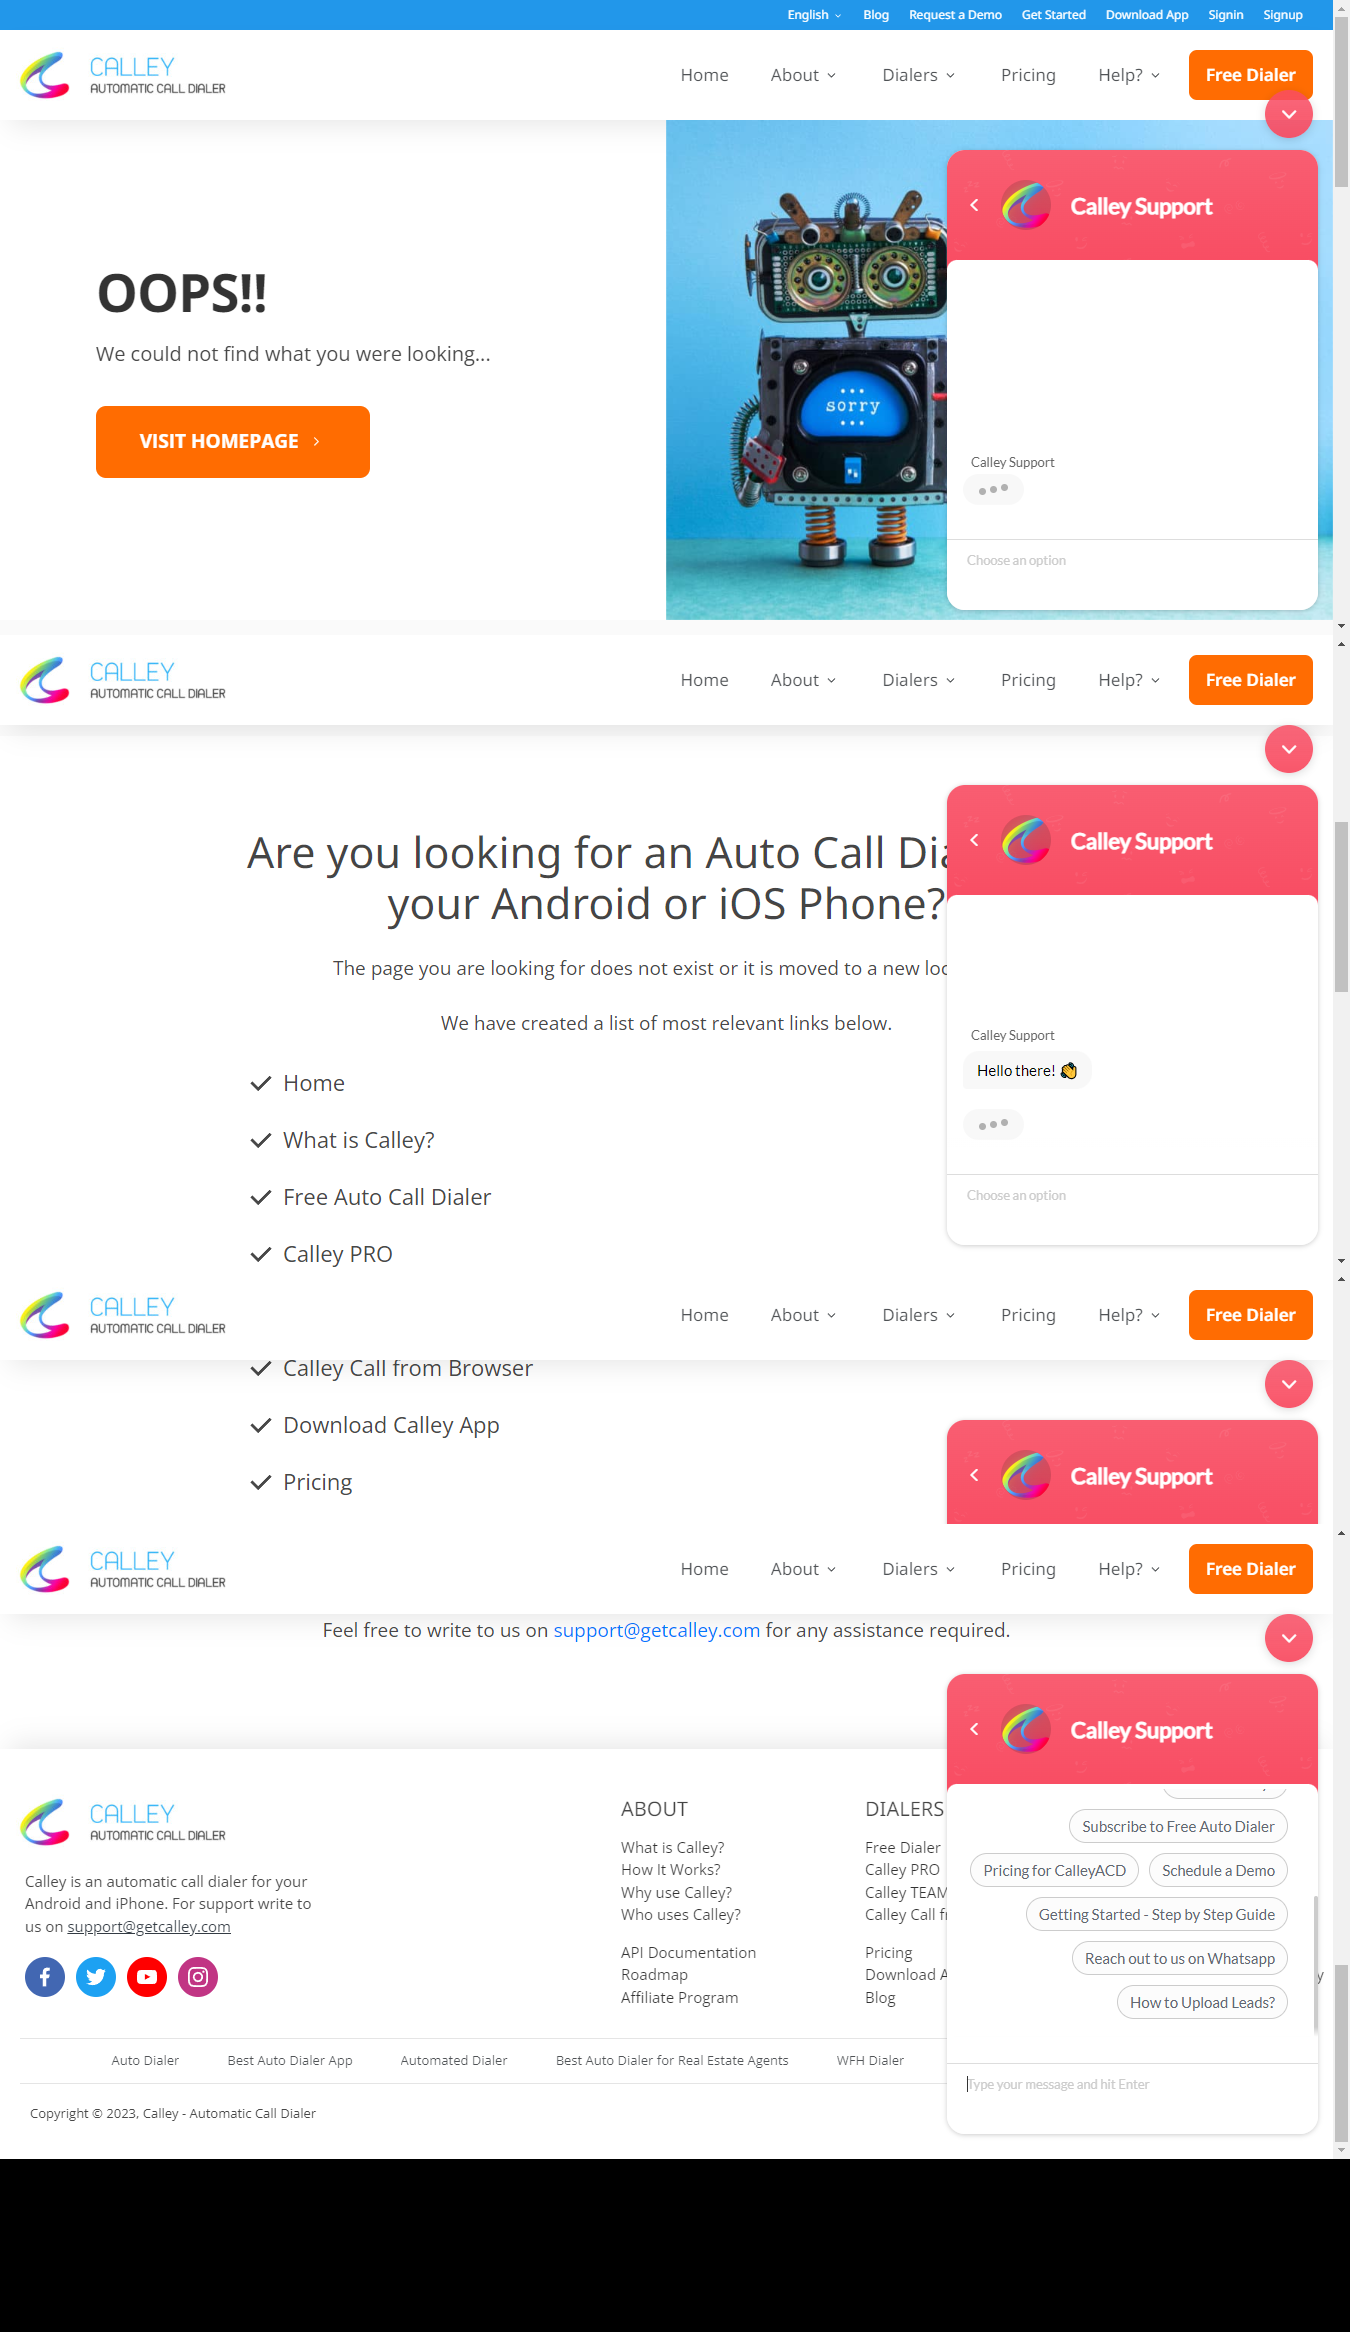 English
Blog
Request a Demo
Get Started
Download App
Signin
Signup
CALLEY
AUTOMATIC CALL DIALER
Home
About
Dialers
Pricing
Help?
Free Dialer
OOPS!!
We could not find what you were looking...
VISIT HOMEPAGE
sorry
Calley Support
Calley Support
Choose an option
CALLEY
AUTOMATIC CALL DIALER
Home
About
Dialers
Pricing
Help?
Free Dialer
Are you looking for an Auto Call
your Android or iOS Phone?
The page you are looking for does not exist or it is moved to a new
We have created a list of most relevant links below.
Home
What is Calley?
Free Auto Call Dialer
Calley PRO
Calley Support
Calley Support
Hello there! 👏
Choose an option
CALLEY
AUTOMATIC CALL DIALER
Home
About
Dialers
Pricing
Help?
Free Dialer
Calley Call from Browser
Download Calley App
Pricing
Calley Support
CALLEY
AUTOMATIC CALL DIALER
Home
About
Dialers
Pricing
Help?
Free Dialer
Feel free to write to us on support@getcalley.com for any assistance required.
CALLEY
AUTOMATIC CALL DIALER
Calley is an automatic call dialer for your
Android and iPhone. For support write to
us on support@getcalley.com
ABOUT
What is Calley?
How It Works?
Why use Calley?
Who uses Calley?
API Documentation
Roadmap
Affiliate Program
DIALERS
Free Dialer
Calley PRO
Calley TEAM
Calley Call
Pricing
Download
Blog
Calley Support
Subscribe to Free Auto Dialer
Pricing for CalleyACD
Schedule a Demo
Getting Started - Step by Step Guide
Reach out to us on Whatsapp
How to Upload Leads?
Type your message and hit Enter
Auto Dialer
Best Auto Dialer App
Automated Dialer
Best Auto Dialer for Real Estate Agents
WFH Dialer
Copyright © 2023, Calley - Automatic Call Dialer